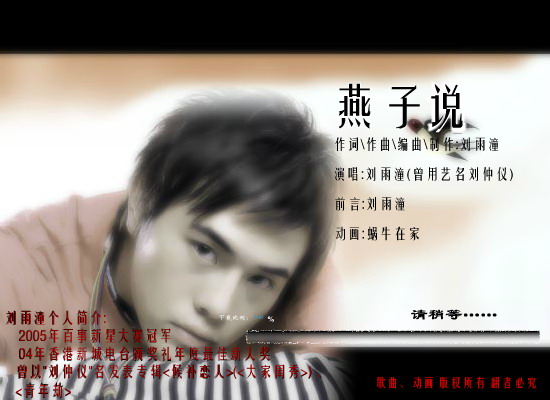 燕子说
作词\作曲\编曲\制作:刘雨潼
演唱:刘雨潼(曾用艺名刘仲仪)
前言:刘雨潼
动画:蜗牛在家
请稍等······
刘雨潼个人简介:
2005年百事新星大赛冠军
04年香港新城电台颁奖礼年度最佳新人奖
曾以"刘仲仪"名发表专辑<候补恋人>(<大家闺秀>)
<青年劫>
歌曲、动画版权所有 翻者必究